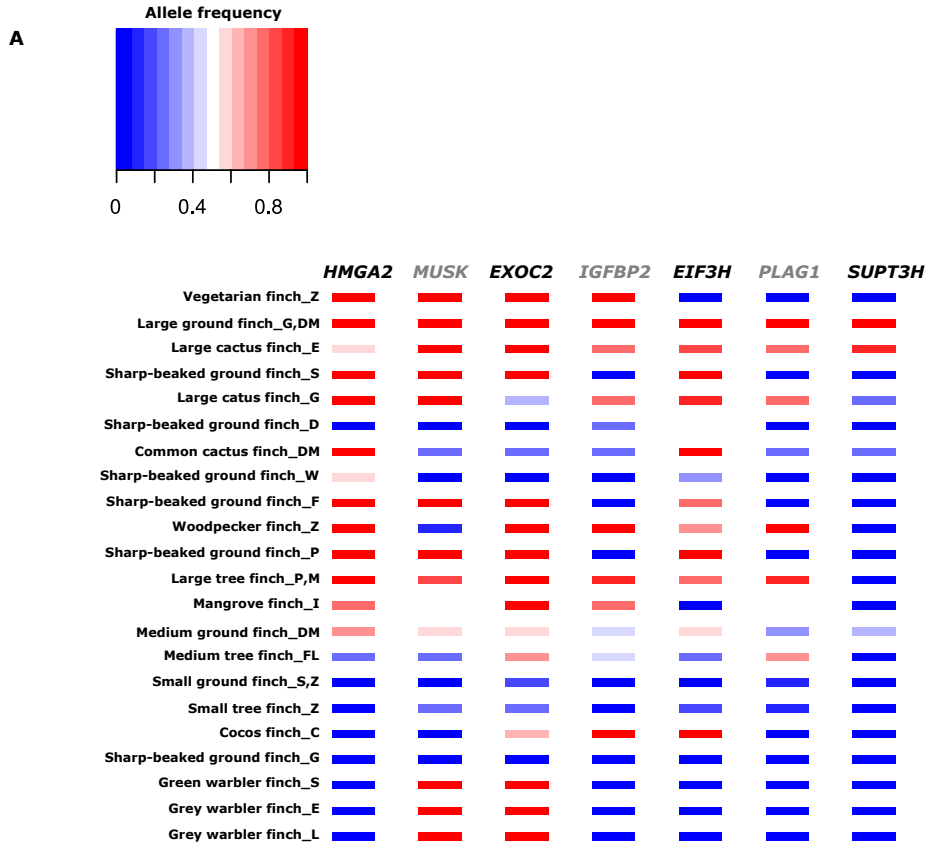 Allele frequency
A
0 0.4 0.8
HMGA2 MUSK EXOC2 IGFBP2 EIF3H PLAG1 SUPT3H
Vegetarian finch_Z
Large ground finch_G,DM
Large cactus finch_E
Sharp-beaked ground finch_S
Large catus finch_G
Sharp-beaked ground finch_D
Common cactus finch_DM
Sharp-beaked ground finch_W
Sharp-beaked ground finch_F
Woodpecker finch_Z
Sharp-beaked ground finch_P
Large tree finch_P,M
Mangrove finch_I
Medium ground finch_DM
Medium tree finch_FL
Small ground finch_S,Z
Small tree finch_Z
Cocos finch_C
Sharp-beaked ground finch_G
Green warbler finch_S
Grey warbler finch_E
Grey warbler finch_L